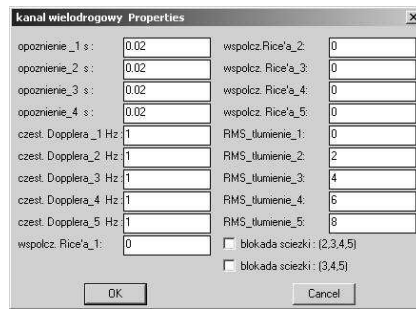 kanal wielodrogowy Properties
opoznienie _1 s : 0.02
opoznienie_2 s : 0.02
opoznienie_3 s : 0.02
opoznienie_4 s : 0.02
czest. Dopplera _1 Hz : 1
czest. Dopplera_2 Hz : 1
czest. Dopplera_3 Hz : 1
czest. Dopplera_4 Hz : 1
czest. Dopplera_5 Hz : 1
wspolcz. Rice'a_1: 0
wspolcz.Rice'a_2: 0
wspolcz. Rice'a_3: 0
wspolcz. Rice'a_4: 0
wspolcz. Rice'a_5: 0
RMS_tlumienie_1: 0
RMS_tlumienie_2: 2
RMS_tlumienie_3: 4
RMS_tlumienie_4: 6
RMS_tlumienie_5: 8
blokada sciezki : (2,3,4,5)
blokada sciezki : (3,4,5)
OK
Cancel